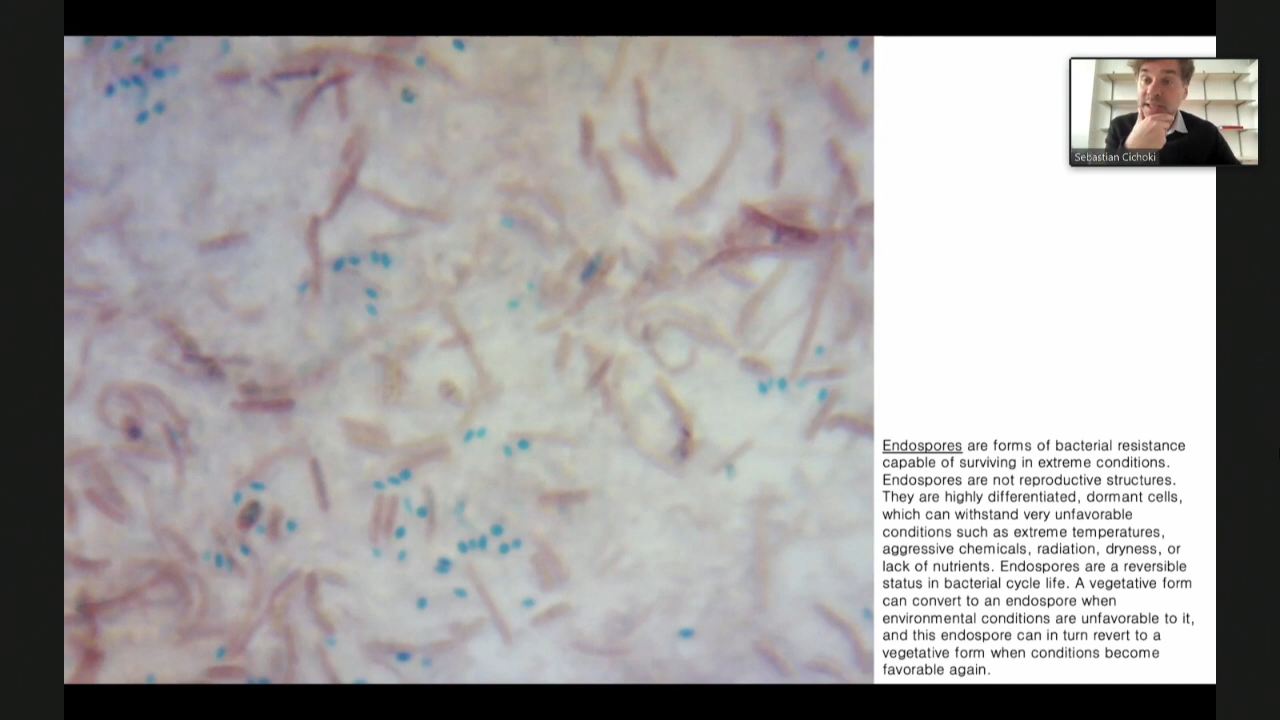 Sebastian Cichoki
Endospores are forms of bacterial resistance
capable of surviving in extreme conditions.
Endospores are not reproductive structures.
They are highly differentiated, dormant cells,
which can withstand very unfavorable
conditions such as extreme temperatures,
aggressive chemicals, radiation, dryness, or
lack of nutrients. Endospores are a reversible
status in bacterial cycle life. A vegetative form
can convert to an endospore when
environmental conditions are unfavorable to it,
and this endospore can in turn revert to a
vegetative form when conditions become
favorable again.